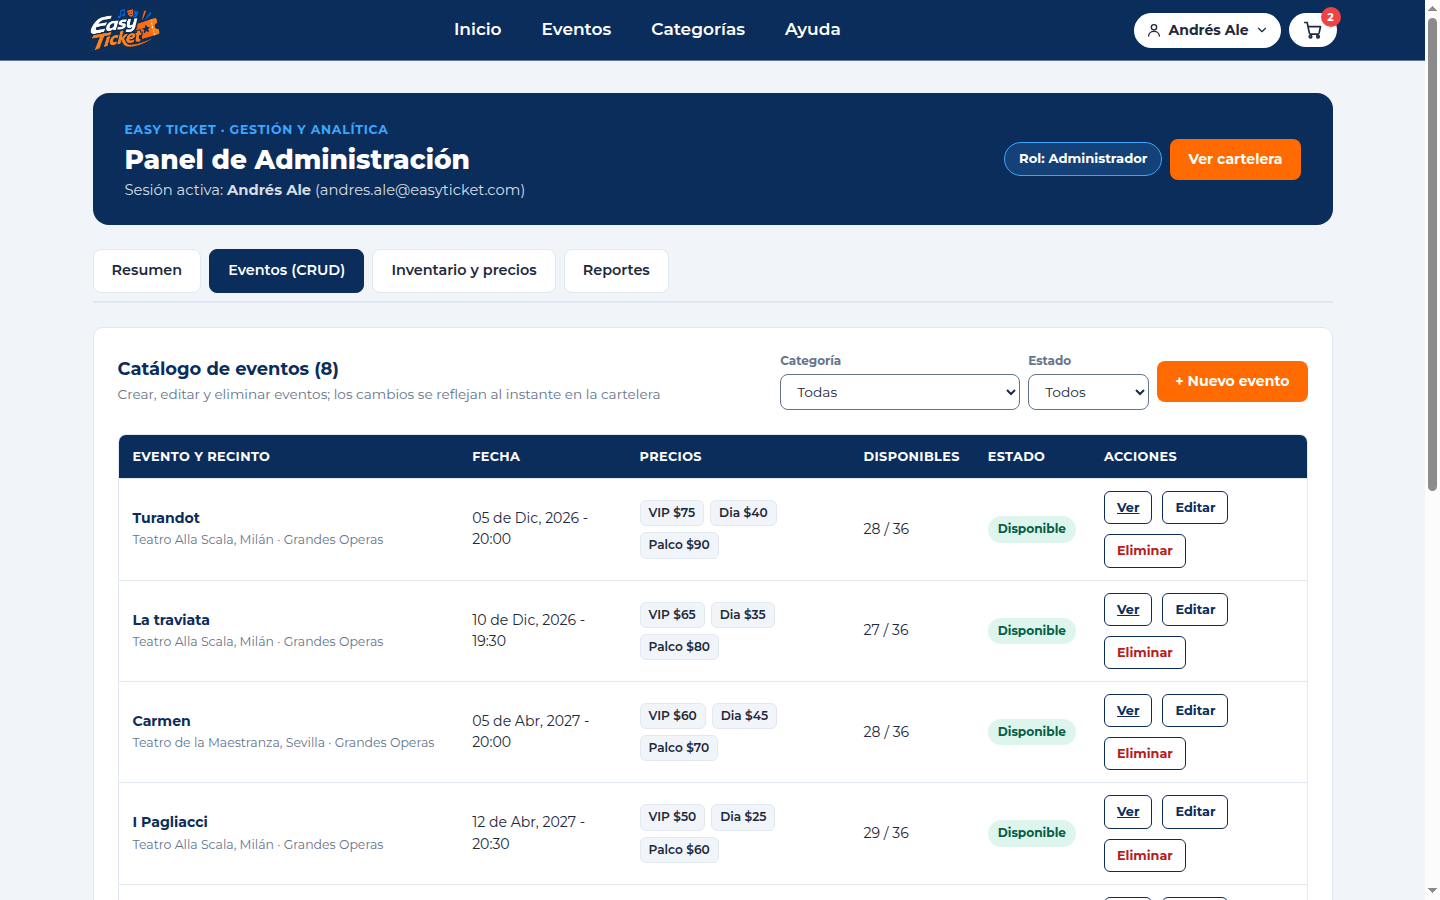 Easy Ticket
Inicio
Eventos
Categorías
Ayuda
Andrés Ale
2
EASY TICKET · GESTIÓN Y ANALÍTICA
Panel de Administración
Sesión activa: Andrés Ale (andres.ale@easyticket.com)
Rol: Administrador
Ver cartelera
Resumen
Eventos (CRUD)
Inventario y precios
Reportes
Catálogo de eventos (8)
Crear, editar y eliminar eventos; los cambios se reflejan al instante en la cartelera
Categoría
Todas
Estado
Todos
+ Nuevo evento
EVENTO Y RECINTO FECHA PRECIOS DISPONIBLES ESTADO ACCIONES
Turandot
Teatro Alla Scala, Milán · Grandes Operas
05 de Dic, 2026 -
20:00
VIP $75 Dia $40
Palco $90
28 / 36
Disponible
Ver Editar
Eliminar
La traviata
Teatro Alla Scala, Milán · Grandes Operas
10 de Dic, 2026 -
19:30
VIP $65 Dia $35
Palco $80
27 / 36
Disponible
Ver Editar
Eliminar
Carmen
Teatro de la Maestranza, Sevilla · Grandes Operas
05 de Abr, 2027 -
20:00
VIP $60 Dia $45
Palco $70
28 / 36
Disponible
Ver Editar
Eliminar
I Pagliacci
Teatro Alla Scala, Milán · Grandes Operas
12 de Abr, 2027 -
20:30
VIP $50 Dia $25
Palco $60
29 / 36
Disponible
Ver Editar
Eliminar